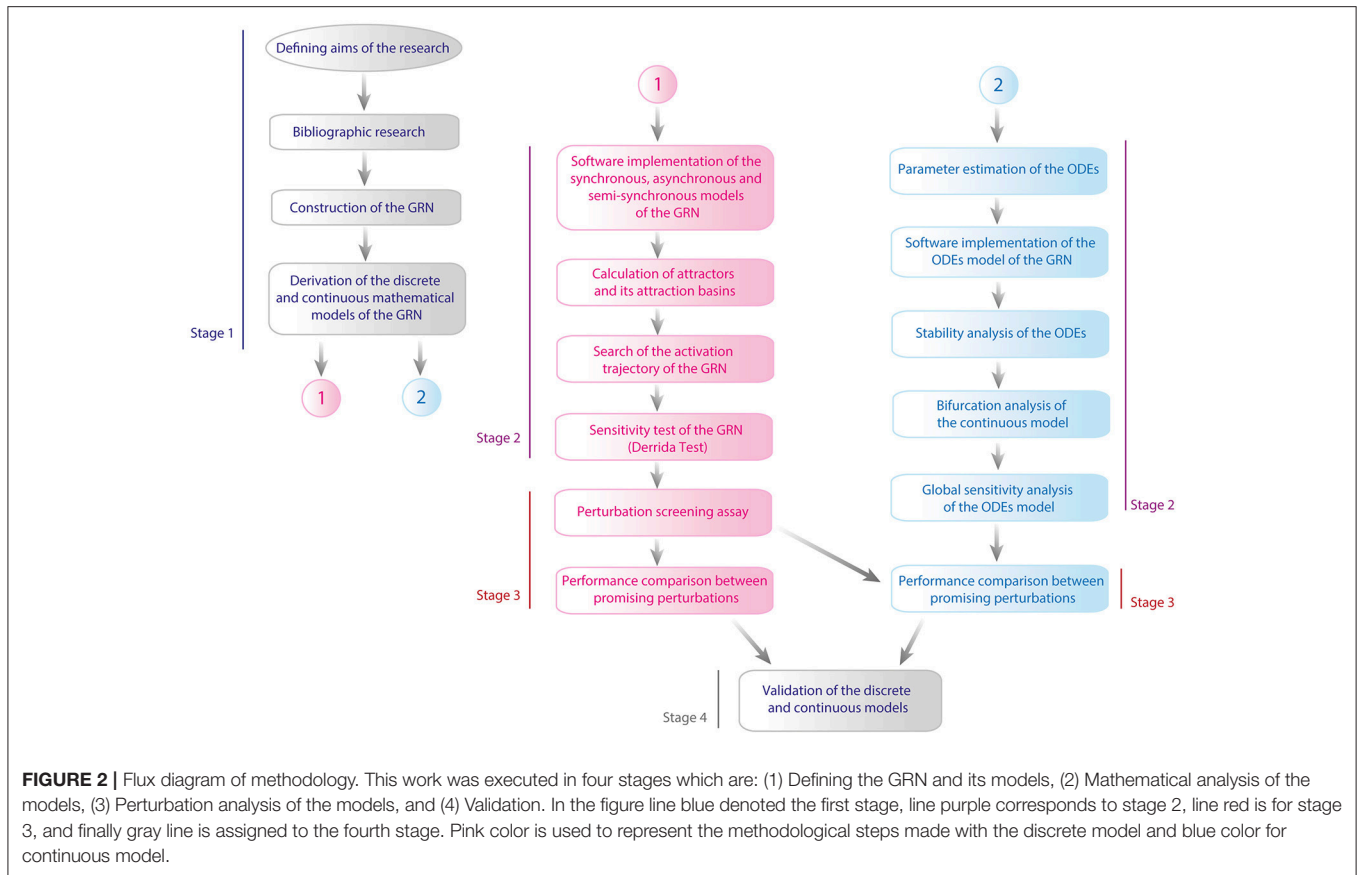 Defining aims of the research
Bibliographic research
Construction of the GRN
Derivation of the discrete
and continuous mathematical
models of the GRN
Stage 1
1
2
1
Software implementation of the
synchronous, asynchronous and
semi-synchronous models
of the GRN
Calculation of attractors
and its attraction basins
Search of the activation
trajectory of the GRN
Sensitivity test of the GRN
(Derrida Test)
Stage 2
Perturbation screening assay
Performance comparison between
promising perturbations
Stage 3
2
Parameter estimation of the ODEs
Software implementation of the
ODEs model of the GRN
Stability analysis of the ODEs
Bifurcation analysis of
the continuous model
Global sensitivity analysis
of the ODEs model
Stage 2
Performance comparison between
promising perturbations
Stage 3
Validation of the discrete
and continuous models
Stage 4
FIGURE 2 | Flux diagram of methodology. This work was executed in four stages which are: (1) Defining the GRN and its models, (2) Mathematical analysis of the
models, (3) Perturbation analysis of the models, and (4) Validation. In the figure line blue denoted the first stage, line purple corresponds to stage 2, line red is for stage
3, and finally gray line is assigned to the fourth stage. Pink color is used to represent the methodological steps made with the discrete model and blue color for
continuous model.